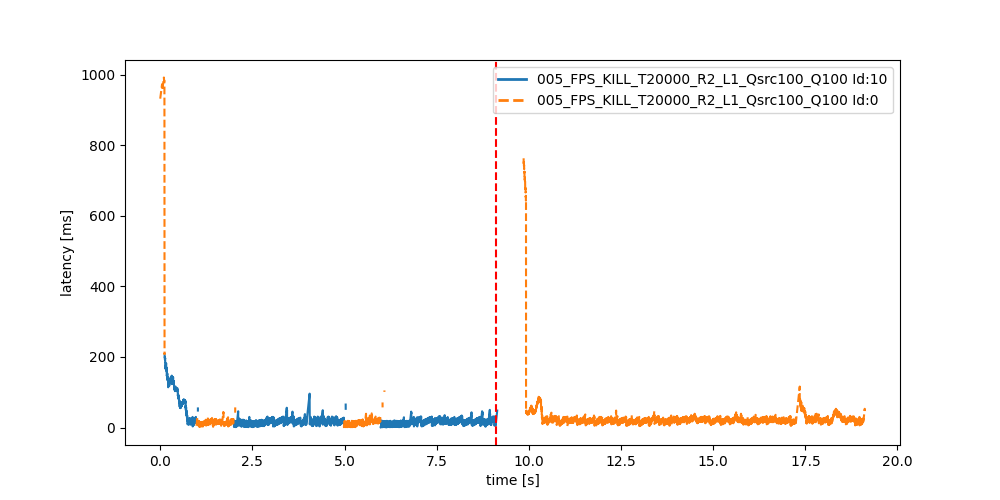 005_FPS_KILL_T20000_R2_L1_Qsrc100_Q100 Id:10
005_FPS_KILL_T20000_R2_L1_Qsrc100_Q100 Id:0
latency [ms]
1000
800
600
400
200
0
0.0 2.5 5.0 7.5 10.0 12.5 15.0 17.5 20.0
time [s]